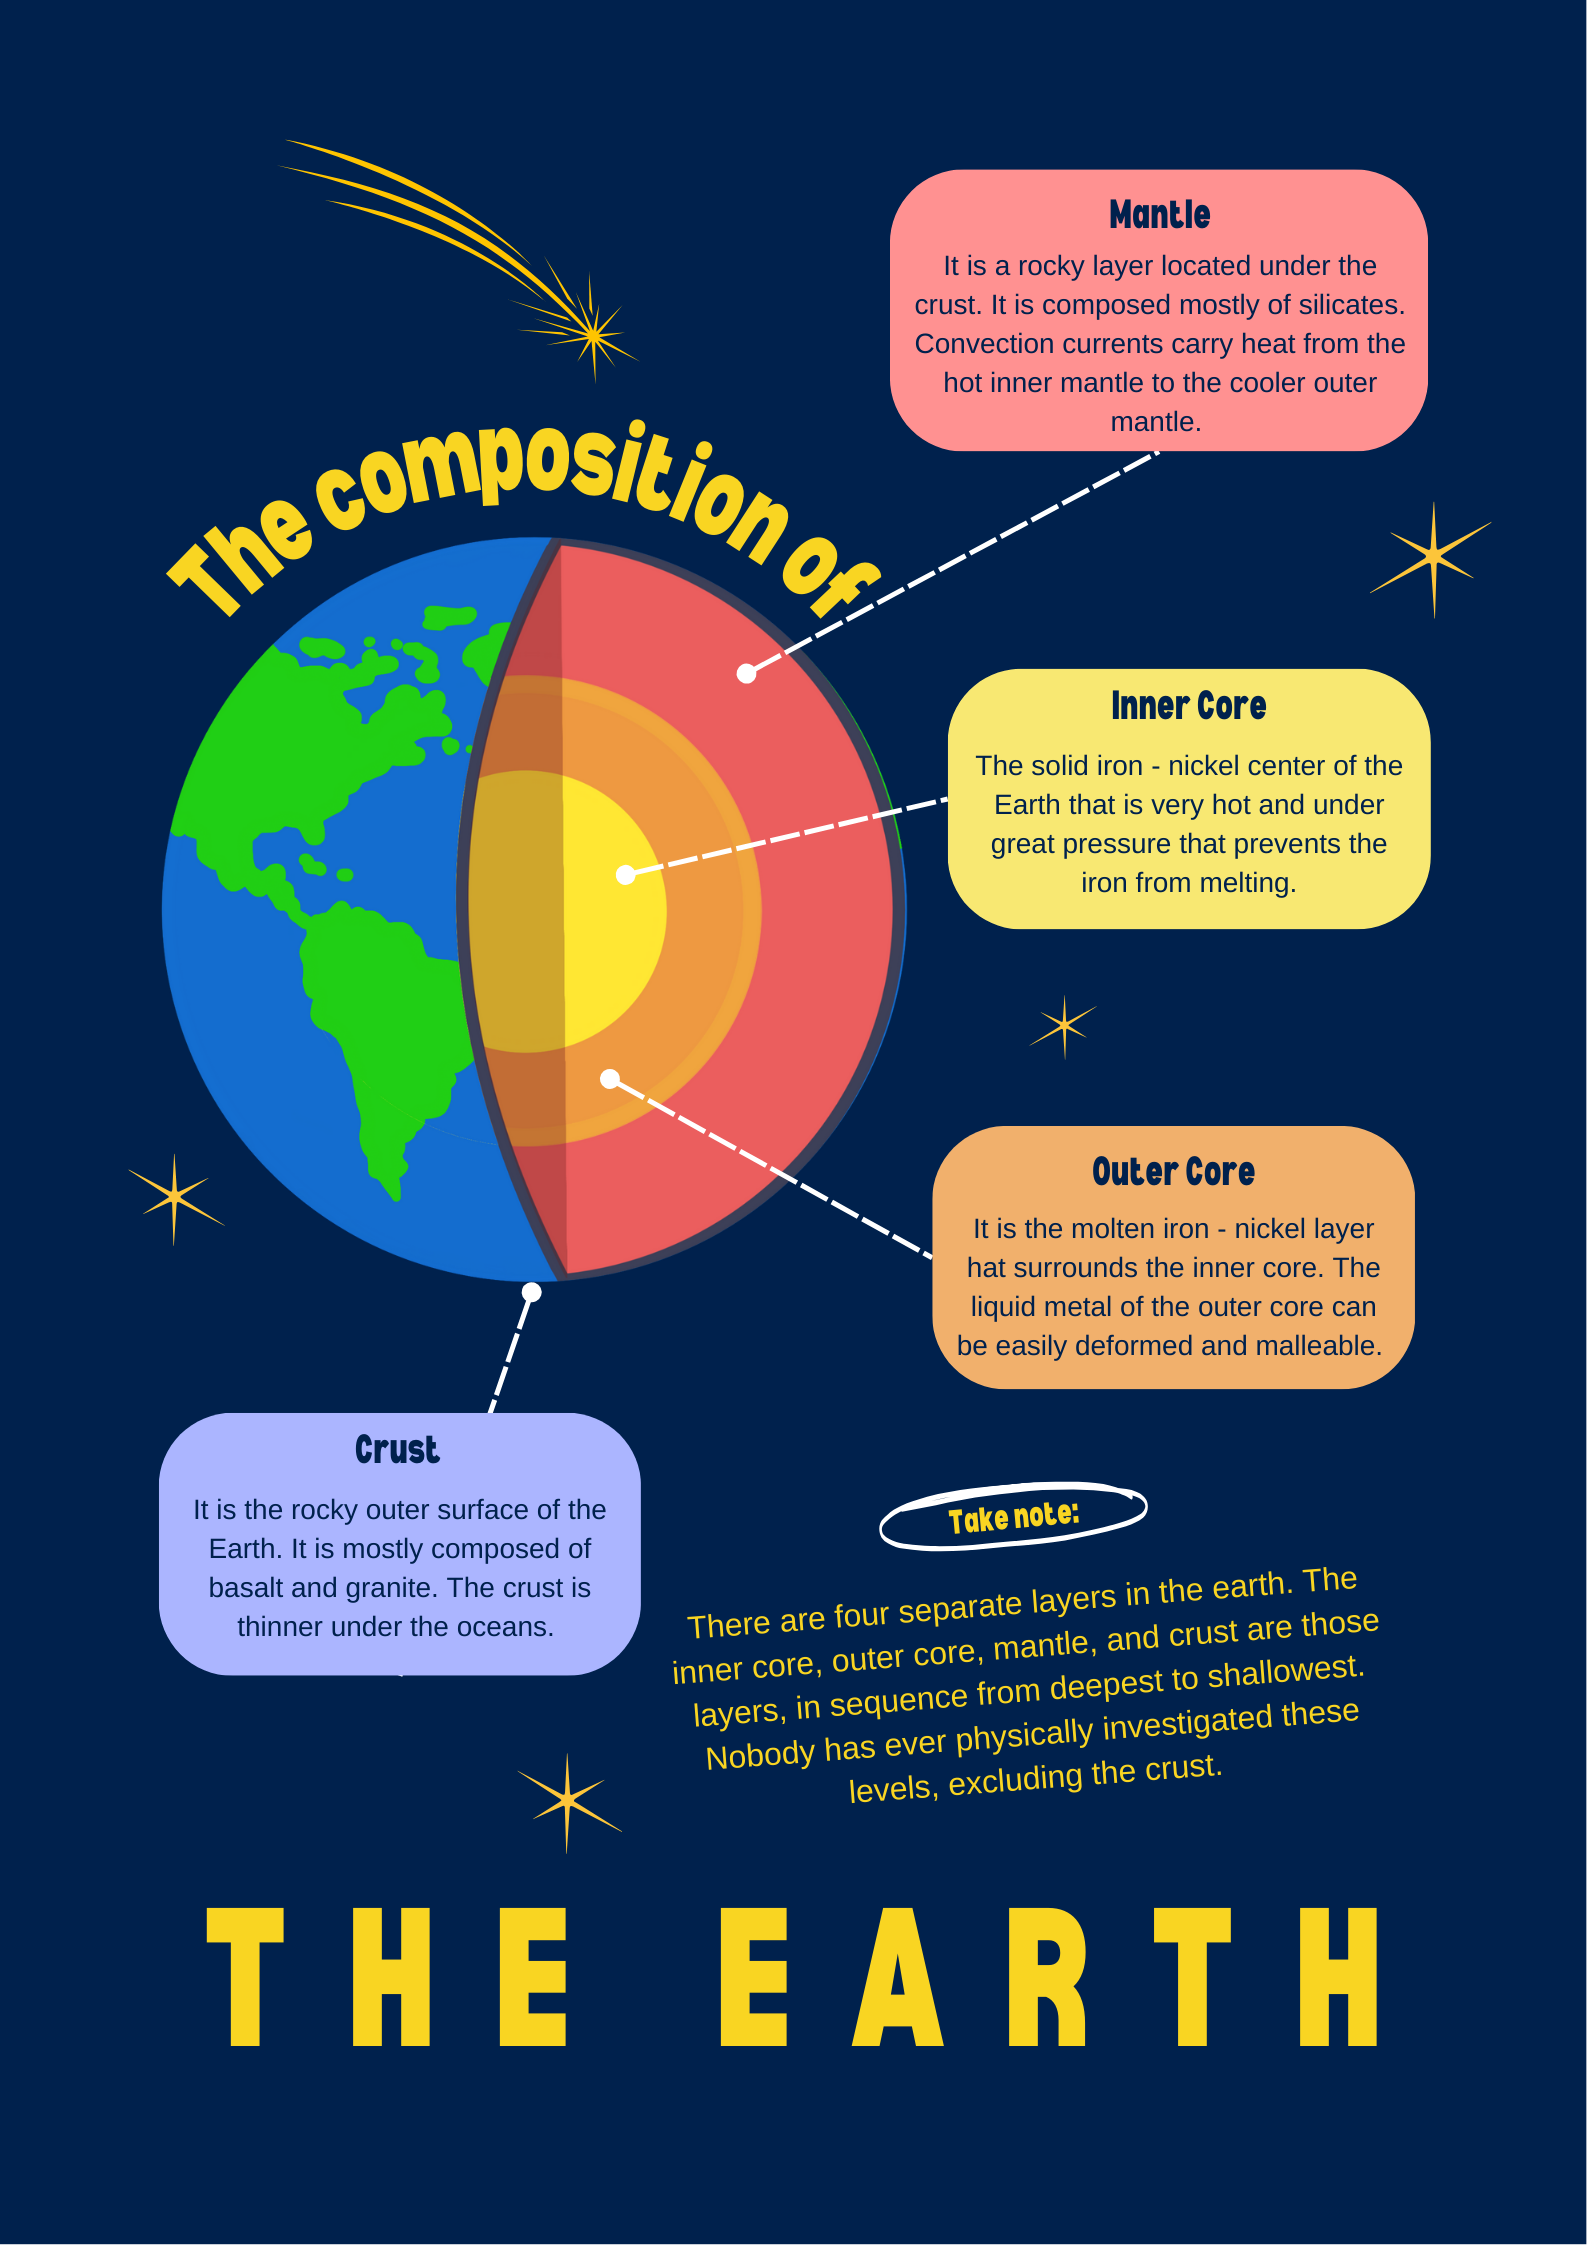 The composition of
Mantle
It is a rocky layer located under the
crust. It is composed mostly of silicates.
Convection currents carry heat from the
hot inner mantle to the cooler outer
mantle.
Inner Core
The solid iron - nickel center of the
Earth that is very hot and under
great pressure that prevents the
iron from melting.
Outer Core
It is the molten iron - nickel layer
hat surrounds the inner core. The
liquid metal of the outer core can
be easily deformed and malleable.
Crust
It is the rocky outer surface of the
Earth. It is mostly composed of
basalt and granite. The crust is
thinner under the oceans.
Take note:
There are four separate layers in the earth. The
inner core, outer core, mantle, and crust are those
layers, in sequence from deepest to shallowest.
Nobody has ever physically investigated these
levels, excluding the crust.
THE EARTH